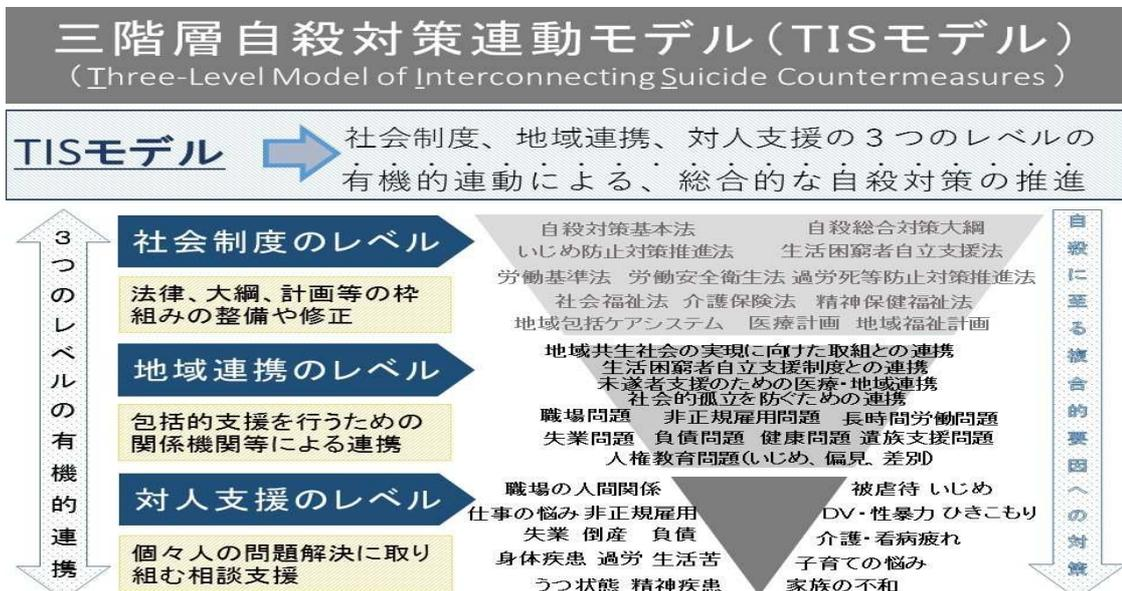 三階層自殺対策連動モデル(TISモデル)
(Three-Level Model of Interconnecting Suicide Countermeasures)
TISモデル
社会制度、地域連携、対人支援の3つのレベルの
有機的連動による、総合的な自殺対策の推進
3つのレベルの有機的連携
社会制度のレベル
法律、大綱、計画等の枠
組みの整備や修正
自殺対策基本法 自殺総合対策大綱
いじめ防止対策推進法 生活困窮者自立支援法
労働基準法 労働安全衛生法 過労死等防止対策推進法
社会福祉法 介護保険法 精神保健福祉法
地域包括ケアシステム 医療計画 地域福祉計画
地域連携のレベル
包括的支援を行うための
関係機関等による連携
地域共生社会の実現に向けた取組との連携
生活困窮者自立支援制度との連携
未遂者支援のための医療・地域連携
社会的孤立を防ぐための連携
職場問題 非正規雇用問題 長時間労働問題
失業問題 負債問題 健康問題 遺族支援問題
人権教育問題(いじめ、偏見、差別)
対人支援のレベル
個々人の問題解決に取り
組む相談支援
職場の人間関係 被虐待 いじめ
仕事の悩み 非正規雇用 DV・性暴力 ひきこもり
失業 倒産 負債 介護・看病疲れ
身体疾患 過労 生活苦 子育ての悩み
うつ状態 精神疾患 家族の不和
自殺に至る複合的要因への対策